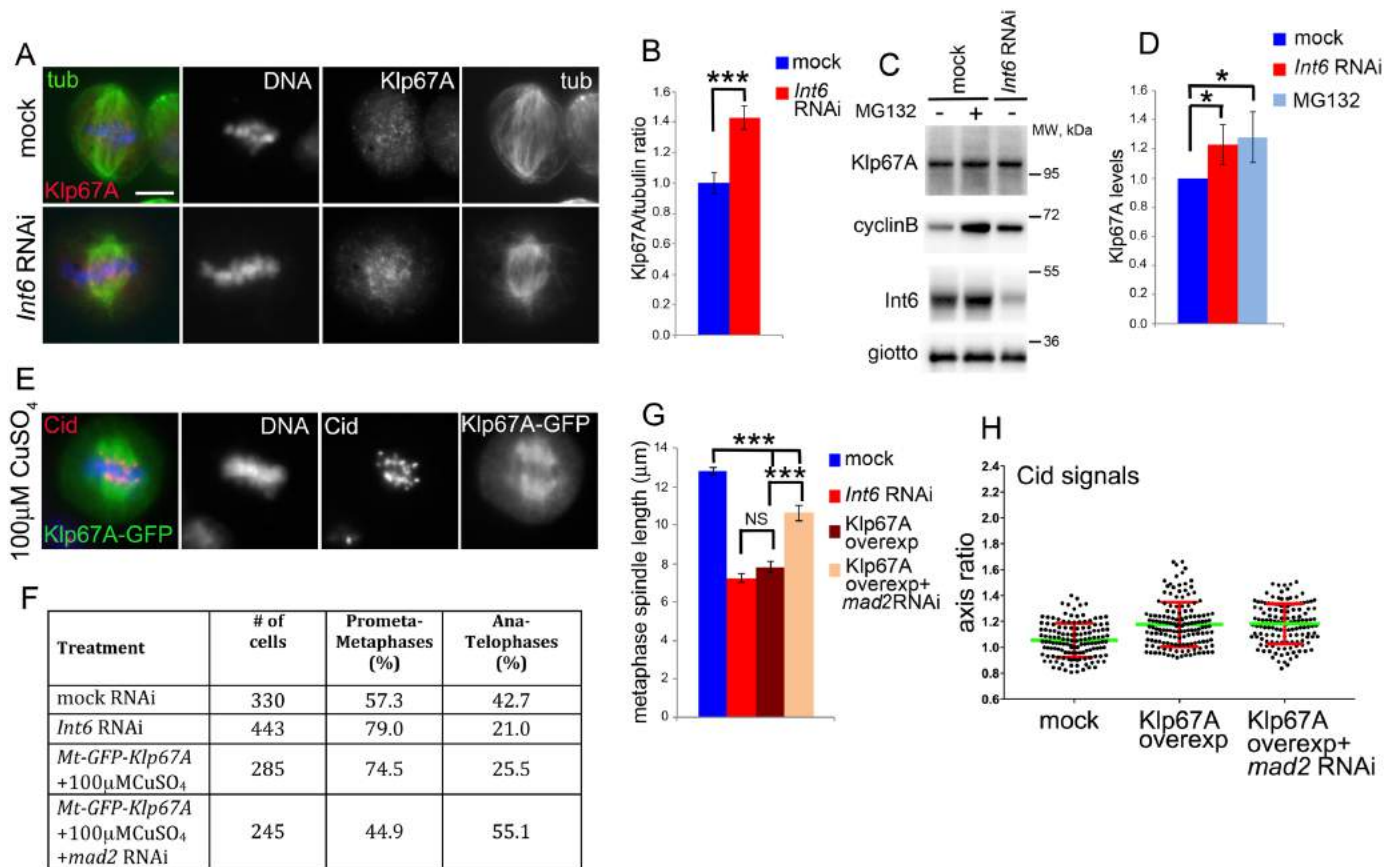 A
tub
DNA
Klp67A
tub
mock
Klp67A
Int6 RNAi
B
mock
Int6
RNAi
***
Klp67A/tubulin ratio
1.6
1.4
1.2
1.0
0.8
0.6
0.4
0.2
0.0
C
mock
Int6 RNAi
MG132
- + -
MW, kDa
Klp67A
95
72
cyclinB
55
Int6
36
giotto
D
mock
Int6 RNAi
MG132
*
*
Klp67A levels
1.6
1.4
1.2
1.0
0.8
0.6
0.4
0.2
0.0
E
100μM CuSO4
Cid
DNA
Cid
Klp67A-GFP
Klp67A-GFP
F
Treatment
# of
cells
Prometa-
Metaphases
(%)
Ana-
Telophases
(%)
mock RNAi 330 57.3 42.7
Int6 RNAi 443 79.0 21.0
Mt-GFP-Klp67A
+100μMCuSO4
285 74.5 25.5
Mt-GFP-Klp67A
+100μMCuSO4
+mad2 RNAi
245 44.9 55.1
G
metaphase spindle length (μm)
14
12
10
8
6
4
2
0
***
***
NS
mock
Int6 RNAi
Klp67A
overexp
Klp67A
overexp+
mad2RNAi
H
Cid signals
axis ratio
2.4
2.2
2.0
1.8
1.6
1.4
1.2
1.0
0.8
0.6
mock
Klp67A
overexp
Klp67A
overexp+
mad2 RNAi